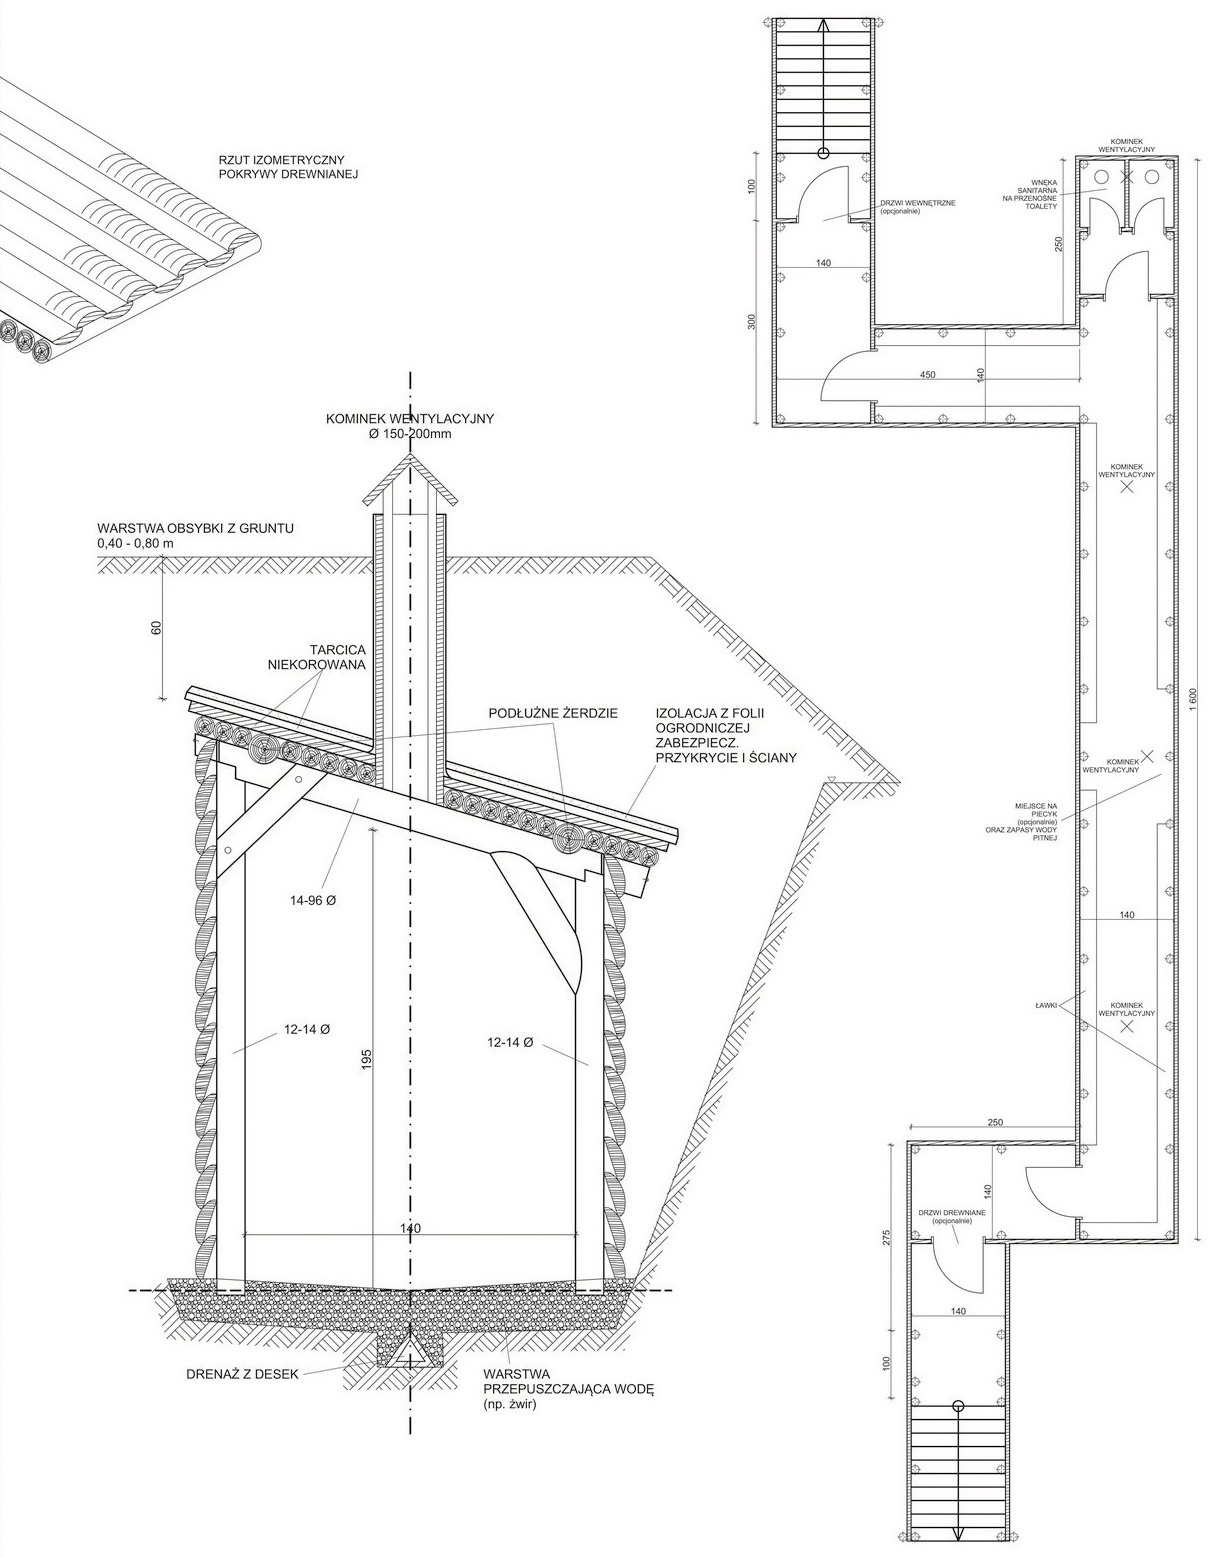 RZUT IZOMETRYCZNY
POKRYWY DREWNIANEJ
KOMINEK WENTYLACYJNY
Ø 150-200mm
WARSTWA OBSYBKI Z GRUNTU
0,40 - 0,80 m
60
TARCICA
NIEKOROWANA
PODŁUŻNE ŻERDZIE
IZOLACJA Z FOLII
OGRODNICZEJ
ZABEZPIECZ.
PRZYKRYCIE I ŚCIANY
14-96 Ø
12-14 Ø
12-14 Ø
195
140
DRENAŻ Z DESEK
WARSTWA
PRZEPUSZCZAJĄCA WODĘ
(np. żwir)
100
DRZWI WEWNĘTRZNE
(opcjonalnie)
140
300
450
140
KOMINEK
WENTYLACYJNY
WNĘKA
SANITARNA
NA PRZENOŚNE
TOALETY
250
KOMINEK
WENTYLACYJNY
1 600
KOMINEK
WENTYLACYJNY
MIEJSCE NA
PIECYK
(opcjonalnie)
ORAZ ZAPASY WODY
PITNEJ
140
ŁAWKI
KOMINEK
WENTYLACYJNY
250
140
275
DRZWI DREWNIANE
(opcjonalnie)
140
100